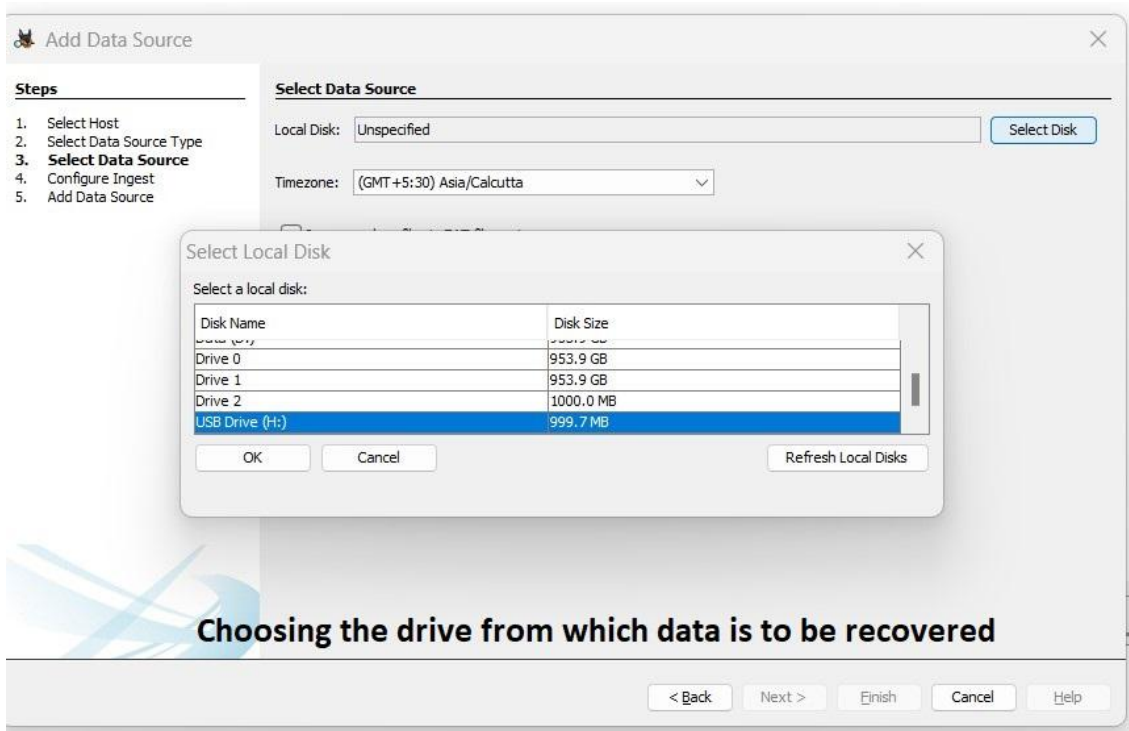 Add Data Source
Steps
1. Select Host
2. Select Data Source Type
3. Select Data Source
4. Configure Ingest
5. Add Data Source
Select Data Source
Local Disk: Unspecified Select Disk
Timezone: (GMT+5:30) Asia/Calcutta
Select Local Disk
Select a local disk:
Disk Name Disk Size
Drive 0 953.9 GB
Drive 1 953.9 GB
Drive 2 1000.0 MB
USB Drive (H:) 999.7 MB
OK Cancel Refresh Local Disks
Choosing the drive from which data is to be recovered
< Back Next > Finish Cancel Help